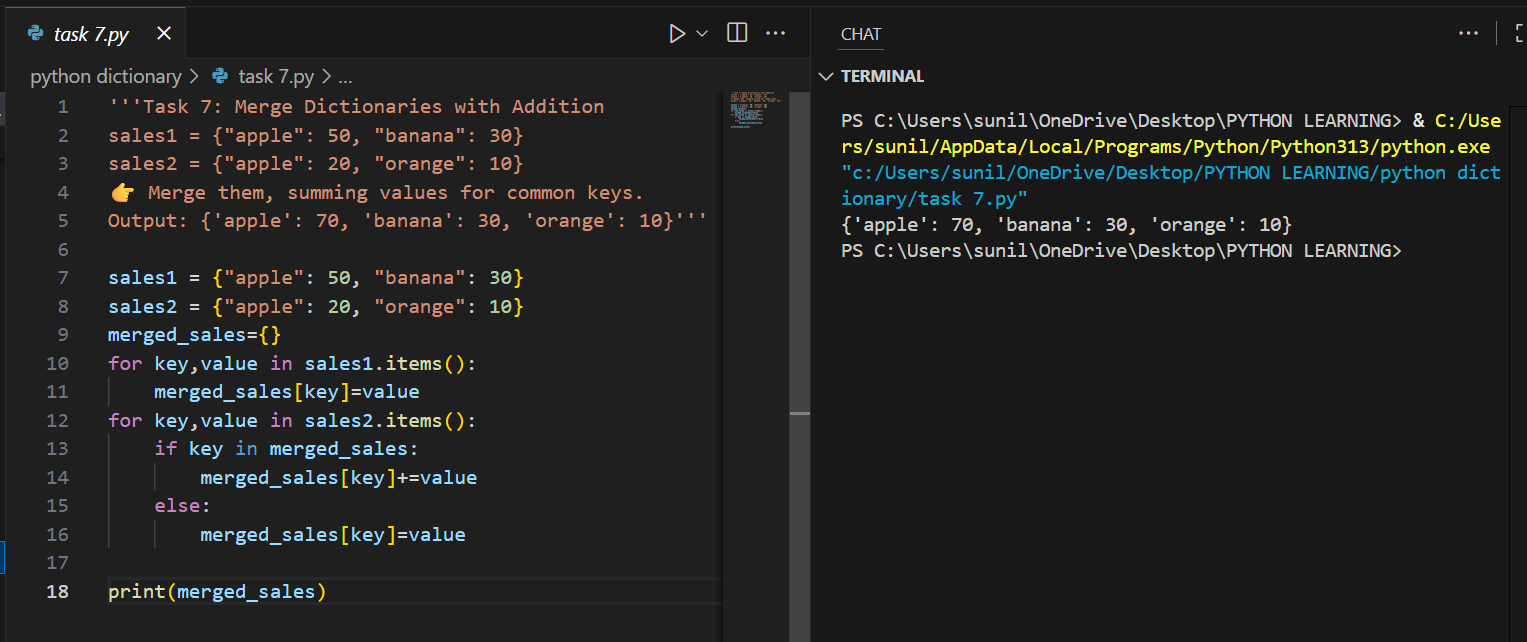 task 7.py
python dictionary > task 7.py > ...
1 '''Task 7: Merge Dictionaries with Addition
2 sales1 = {"apple": 50, "banana": 30}
3 sales2 = {"apple": 20, "orange": 10}
4 👉 Merge them, summing values for common keys.
5 Output: {'apple': 70, 'banana': 30, 'orange': 10}'''
6
7 sales1 = {"apple": 50, "banana": 30}
8 sales2 = {"apple": 20, "orange": 10}
9 merged_sales={}
10 for key,value in sales1.items():
11     merged_sales[key]=value
12 for key,value in sales2.items():
13     if key in merged_sales:
14         merged_sales[key]+=value
15     else:
16         merged_sales[key]=value
17
18 print(merged_sales)
CHAT
TERMINAL
PS C:\Users\sunil\OneDrive\Desktop\PYTHON LEARNING> & C:/Use
rs/sunil/AppData/Local/Programs/Python/Python313/python.exe
"c:/Users/sunil/OneDrive/Desktop/PYTHON LEARNING/python dict
ionary/task 7.py"
{'apple': 70, 'banana': 30, 'orange': 10}
PS C:\Users\sunil\OneDrive\Desktop\PYTHON LEARNING>